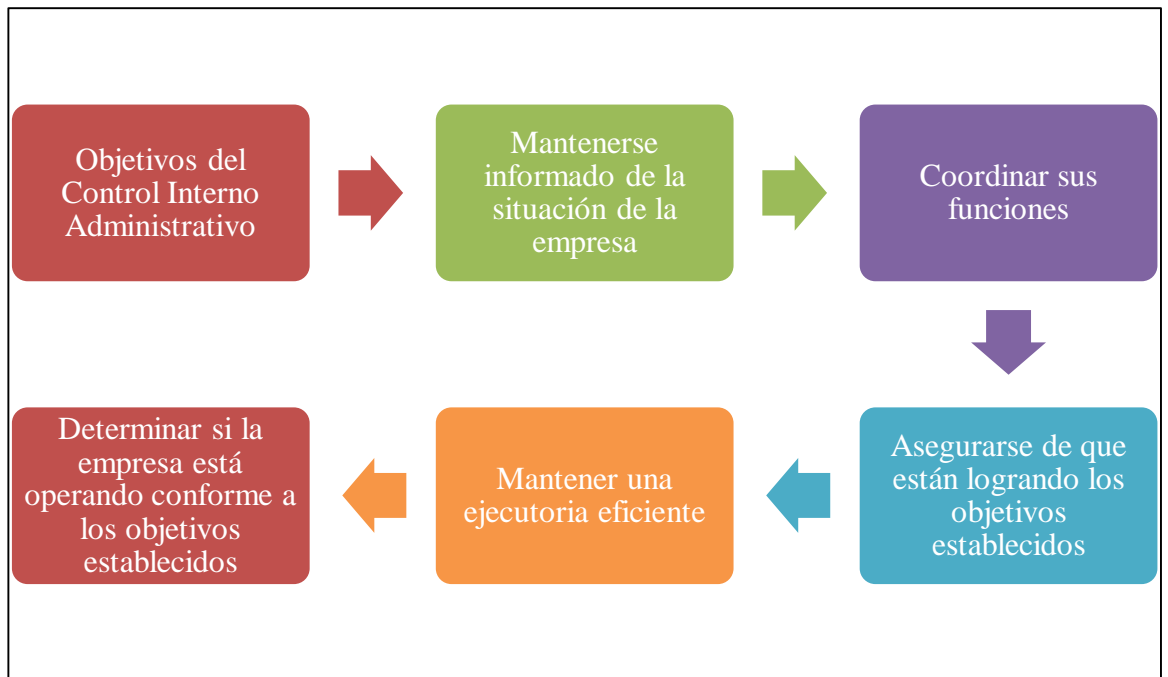 Objetivos del
Control Interno
Administrativo
Mantenerse
informado de la
situación de la
empresa
Coordinar sus
funciones
Asegurarse de que
están logrando los
objetivos
establecidos
Mantener una
ejecutoria eficiente
Determinar si la
empresa está
operando conforme a
los objetivos
establecidos